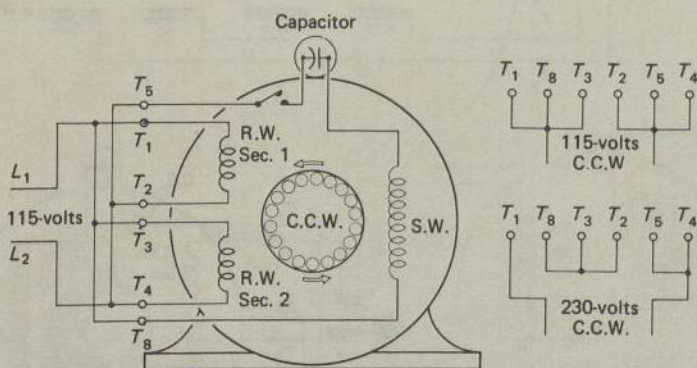 Capacitor
T5
T1
R.W.
Sec. 1
L1
T2
115-volts
T3
C.C.W.
S.W.
L2
T4
R.W.
Sec. 2
T8
T1 T8 T3 T2 T5 T4
115-volts
C.C.W
T1 T8 T3 T2 T5 T4
230-volts
C.C.W.